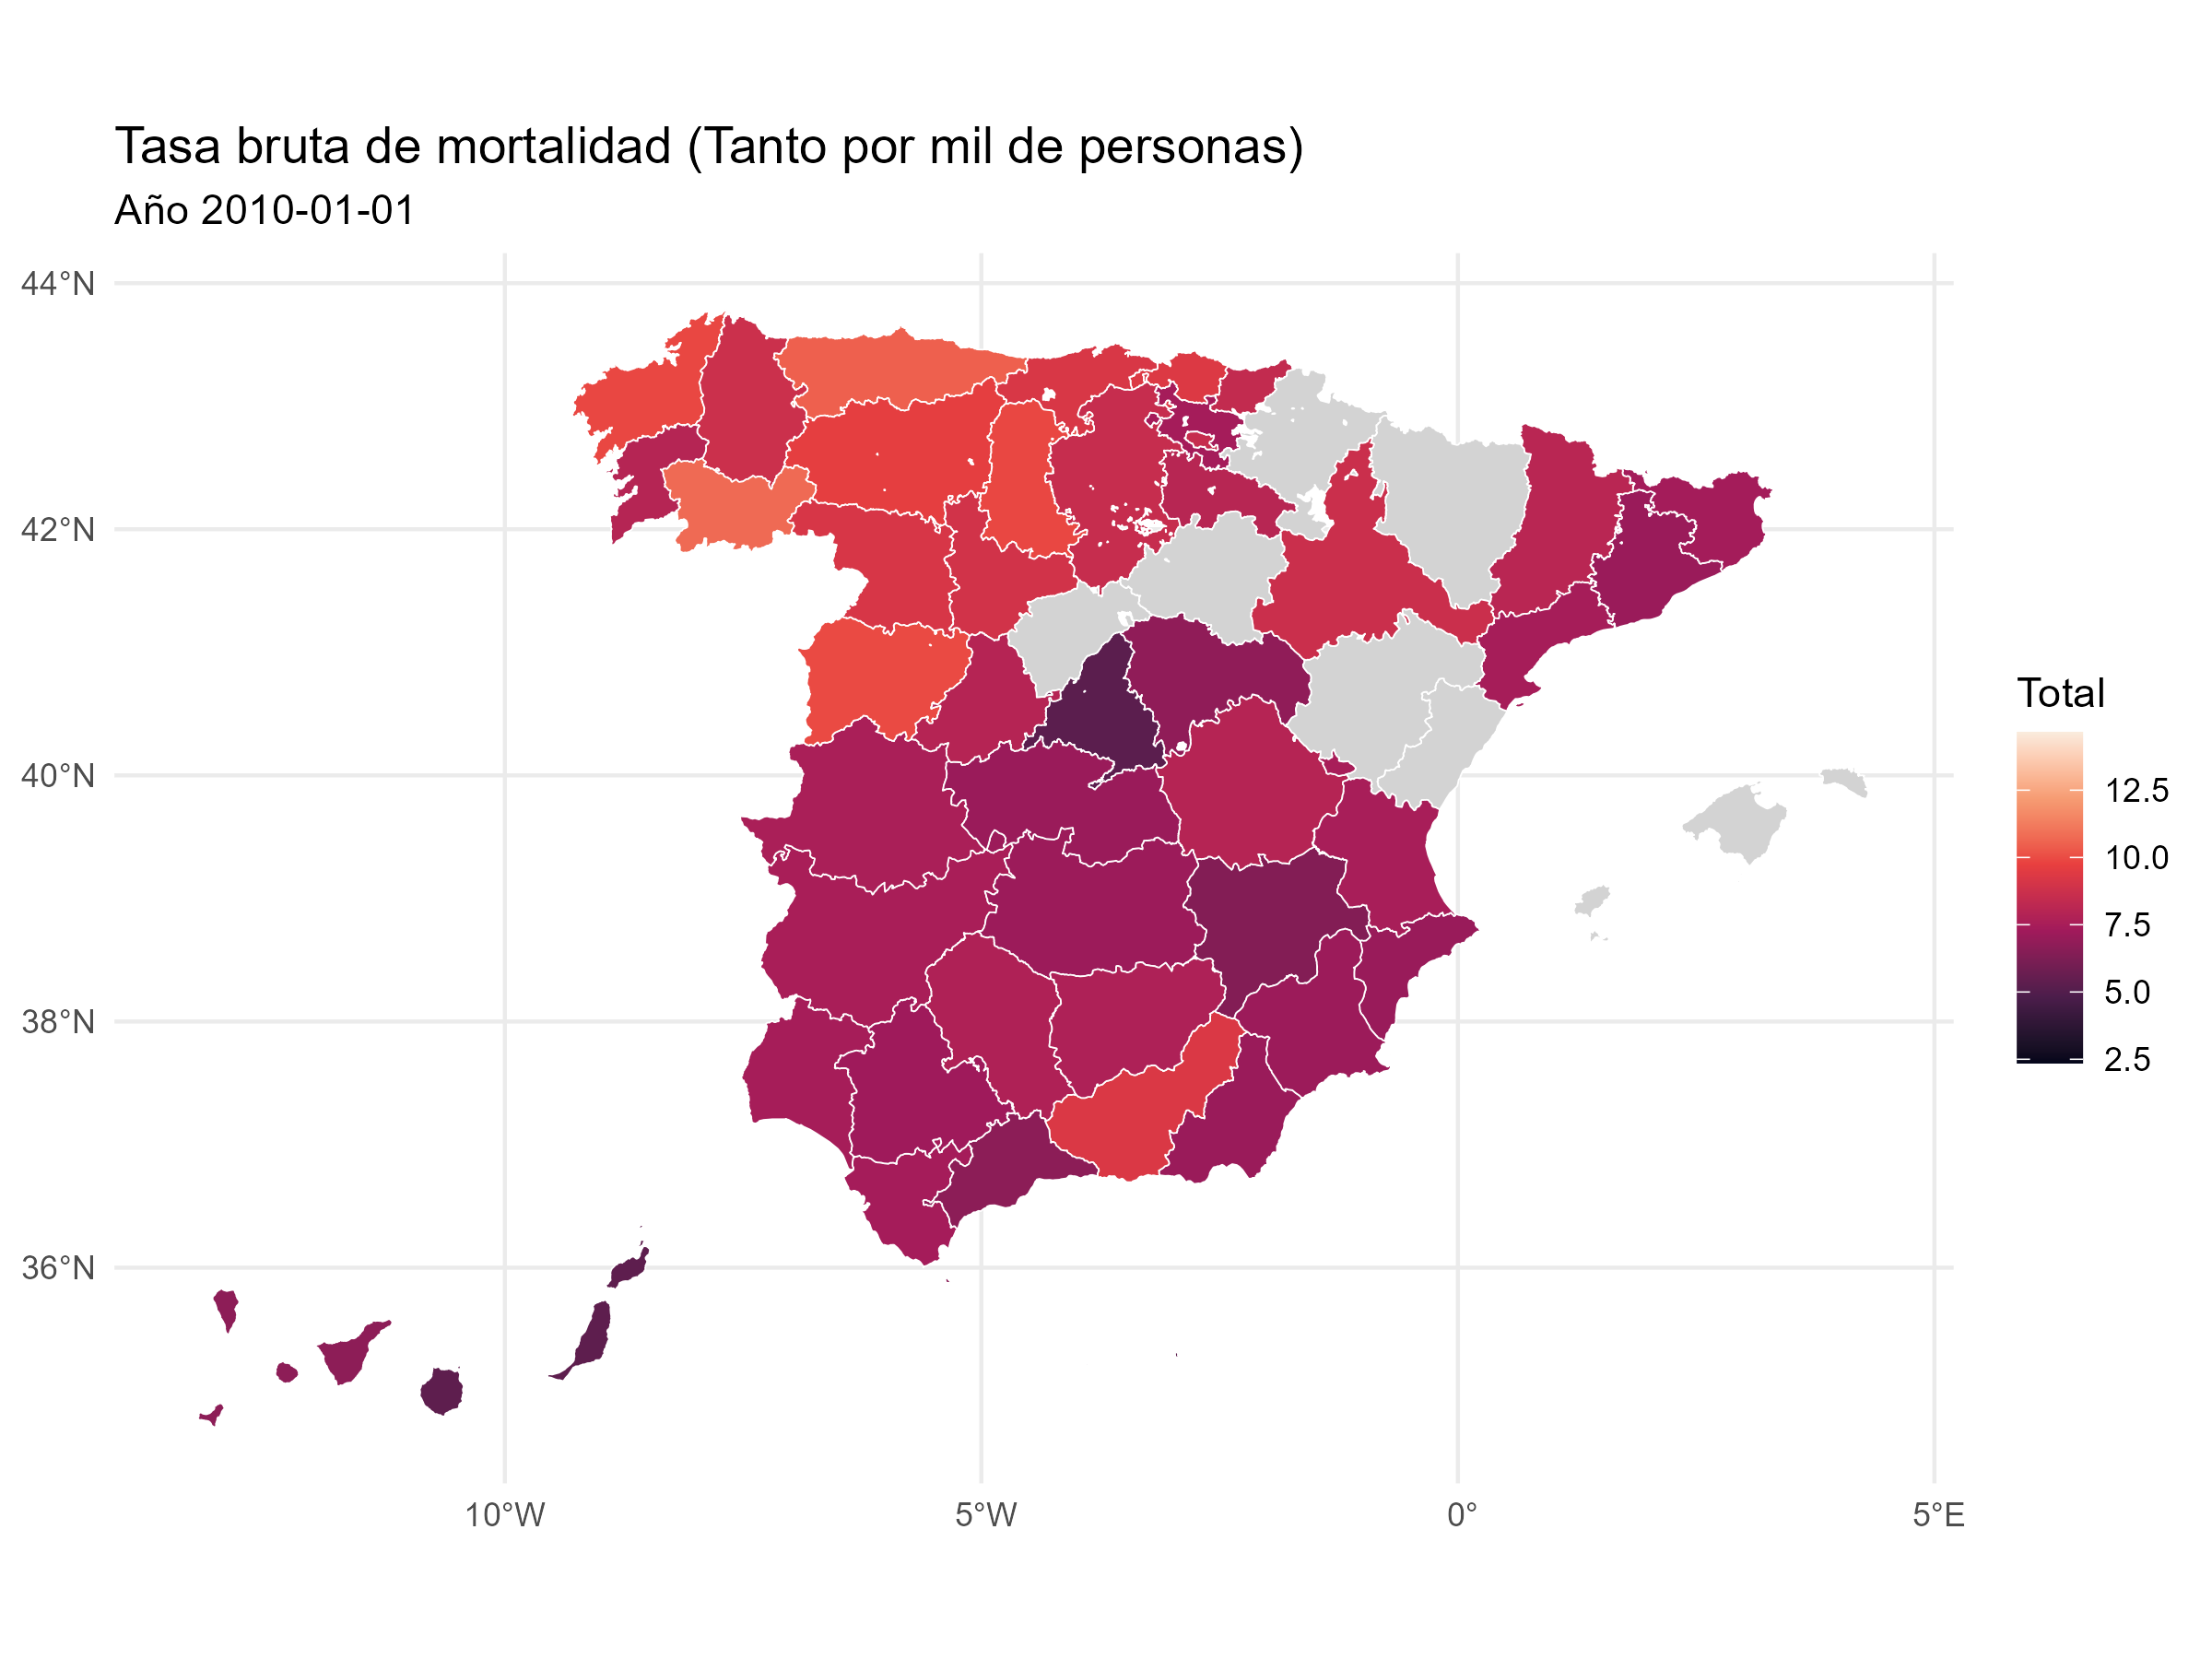 Tasa bruta de mortalidad (Tanto por mil de personas)
Año 2010-01-01
44°N
42°N
40°N
38°N
36°N
10°W
5°W
0°
5°E
Total
12.5
10.0
7.5
5.0
2.5